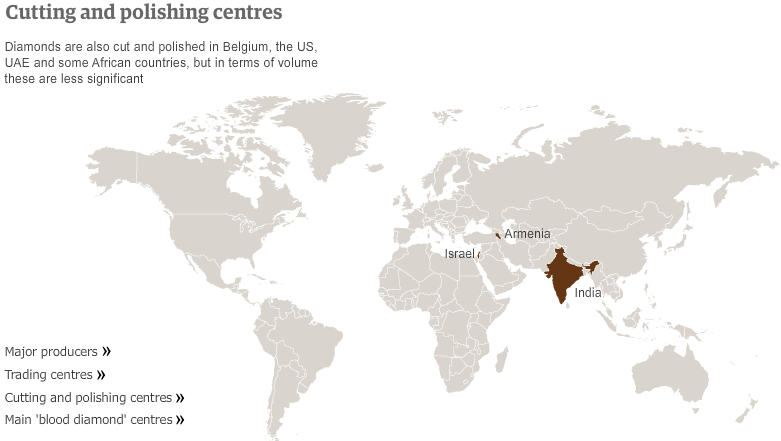 Cutting and polishing centres
Diamonds are also cut and polished in Belgium, the US,
UAE and some African countries, but in terms of volume
these are less significant
Armenia
Israel
India
Major producers »
Trading centres »
Cutting and polishing centres »
Main 'blood diamond' centres »